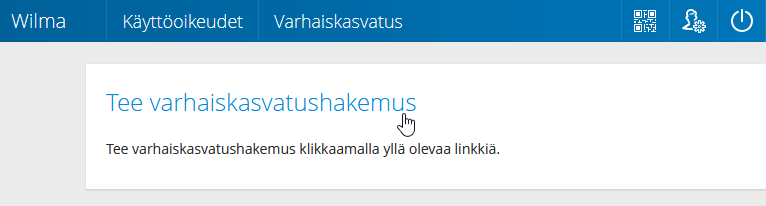 Wilma Käyttöoikeudet Varhaiskasvatus
Tee varhaiskasvatushakemus
Tee varhaiskasvatushakemus klikkaamalla yllä olevaa linkkiä.